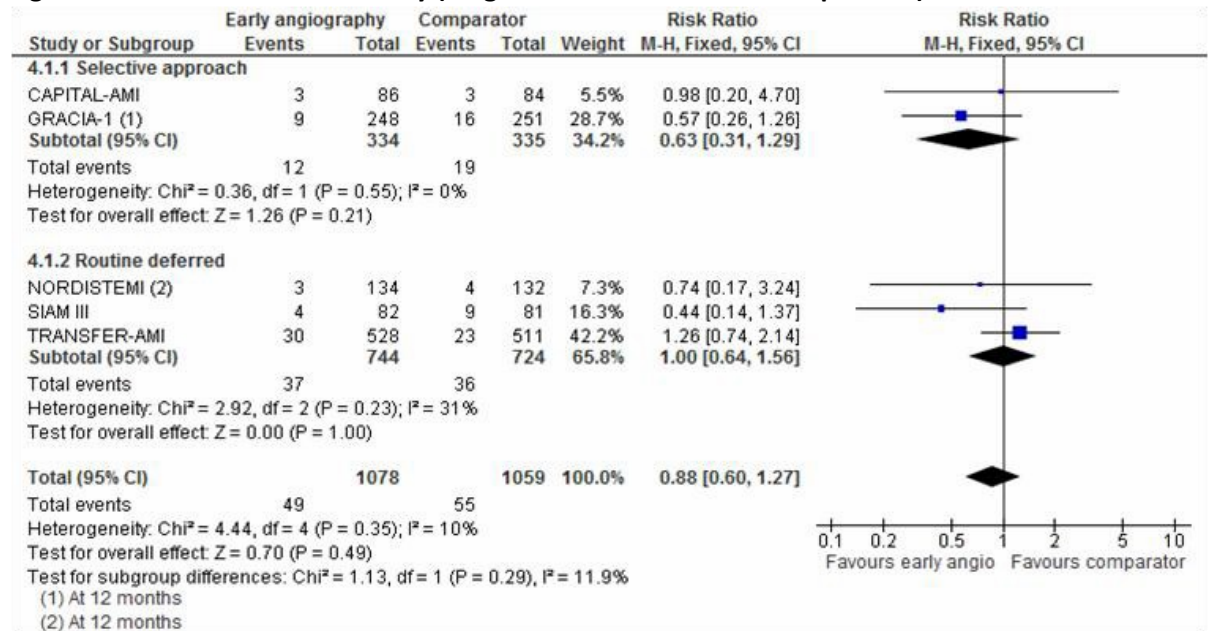 Early angiography Comparator Risk Ratio Risk Ratio
Study or Subgroup Events Total Events Total Weight M-H, Fixed, 95% CI M-H, Fixed, 95% CI
4.1.1 Selective approach
CAPITAL-AMI 3 86 3 84 5.5% 0.98 [0.20, 4.70]
GRACIA-1 (1) 9 248 16 251 28.7% 0.57 [0.26, 1.26]
Subtotal (95% CI) 334 335 34.2% 0.63 [0.31, 1.29]
Total events 12 19
Heterogeneity: Chi² = 0.36, df = 1 (P = 0.55); I² = 0%
Test for overall effect: Z = 1.26 (P = 0.21)
4.1.2 Routine deferred
NORDISTEMI (2) 3 134 4 132 7.3% 0.74 [0.17, 3.24]
SIAM III 4 82 9 81 16.3% 0.44 [0.14, 1.37]
TRANSFER-AMI 30 528 23 511 42.2% 1.26 [0.74, 2.14]
Subtotal (95% CI) 744 724 65.8% 1.00 [0.64, 1.56]
Total events 37 36
Heterogeneity: Chi² = 2.92, df = 2 (P = 0.23); I² = 31%
Test for overall effect: Z = 0.00 (P = 1.00)
Total (95% CI) 1078 1059 100.0% 0.88 [0.60, 1.27]
Total events 49 55
Heterogeneity: Chi² = 4.44, df = 4 (P = 0.35); I² = 10%
Test for overall effect: Z = 0.70 (P = 0.49)
Test for subgroup differences: Chi² = 1.13, df = 1 (P = 0.29), I² = 11.9%
0.1 0.2 0.5 1 2 5 10
Favours early angio Favours comparator
(1) At 12 months
(2) At 12 months